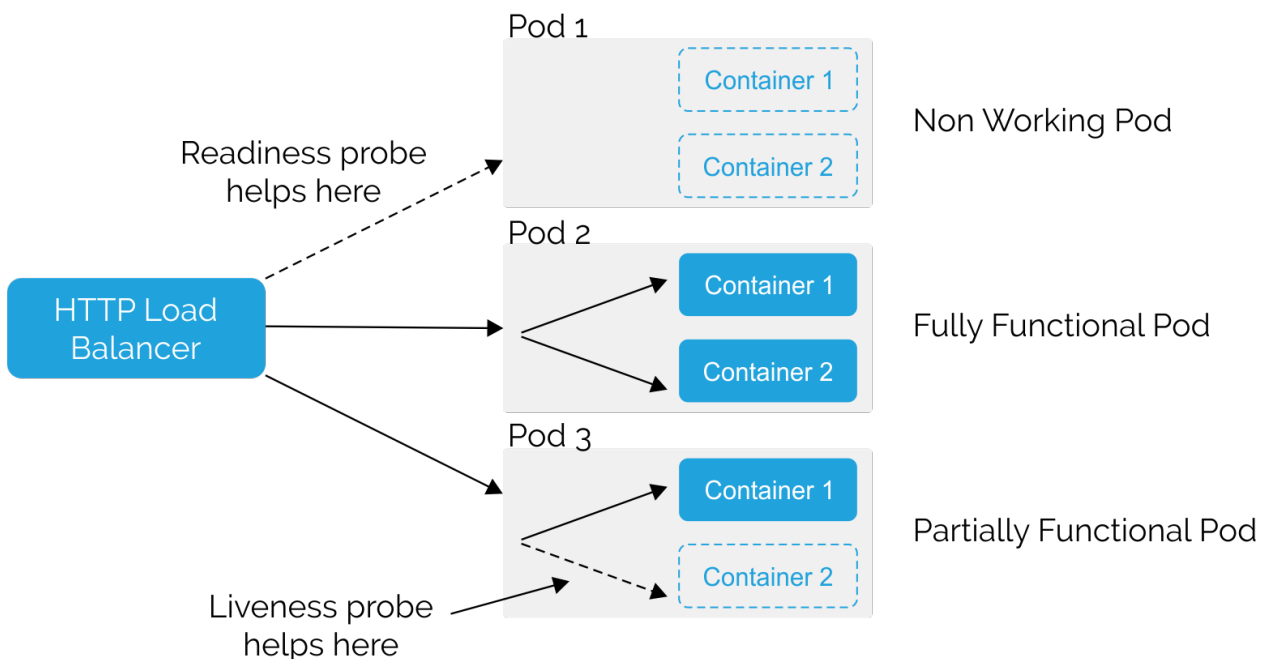 Pod 1
Container 1
Non Working Pod
Container 2
Readiness probe
helps here
Pod 2
Container 1
HTTP Load
Balancer
Fully Functional Pod
Container 2
Pod 3
Container 1
Partially Functional Pod
Container 2
Liveness probe
helps here